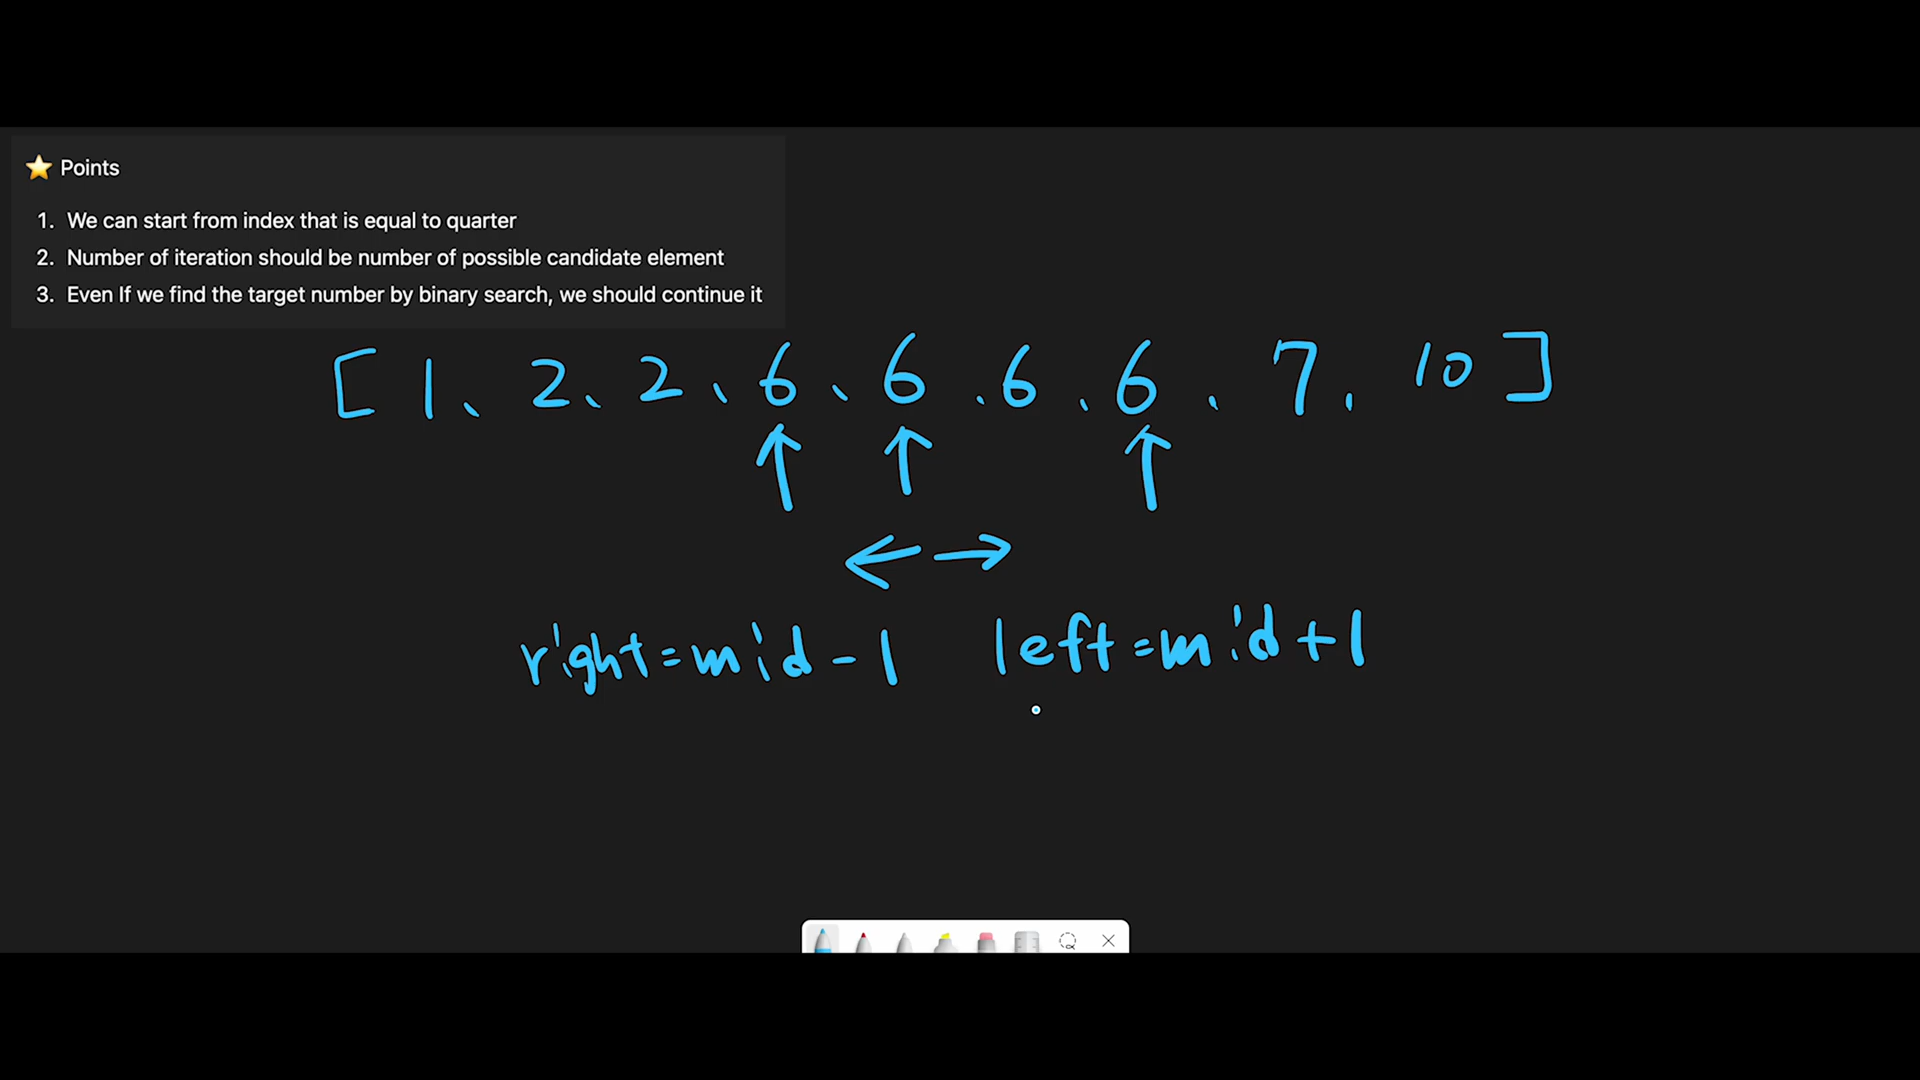 ⭐ Points
1. We can start from index that is equal to quarter
2. Number of iteration should be number of possible candidate element
3. Even If we find the target number by binary search, we should continue it
[ 1、2、2、6、6 . 6 . 6 . 7 . 10 ]
right=mid-1 left=mid+1